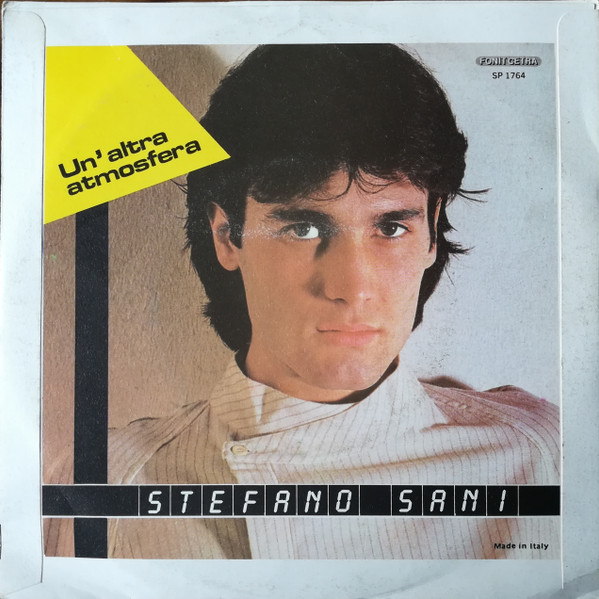 Un' altra
atmosfera
FONIT CETRA
SP 1764
STEFANO SANI
Made in Italy